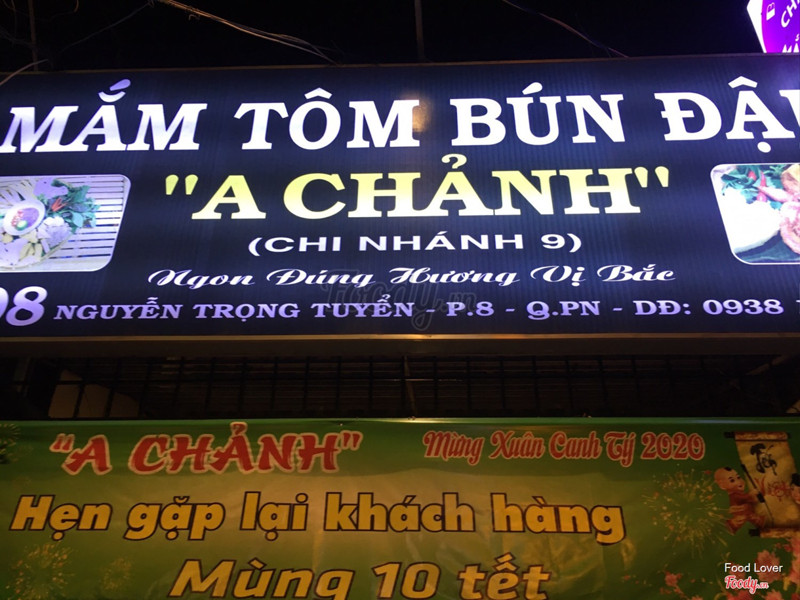 MẮM TÔM BÚN ĐẬU
"A CHẢNH"
(CHI NHÁNH 9)
Ngon Đúng Hương Vị Bắc
98 NGUYỄN TRỌNG TUYỂN - P.8 - Q.PN - DĐ: 0938
Foody.vn
"A CHẢNH"
Mừng Xuân Canh Tý 2020
Hẹn gặp lại khách hàng
Mùng 10 tết
Food Lover
Foody.vn